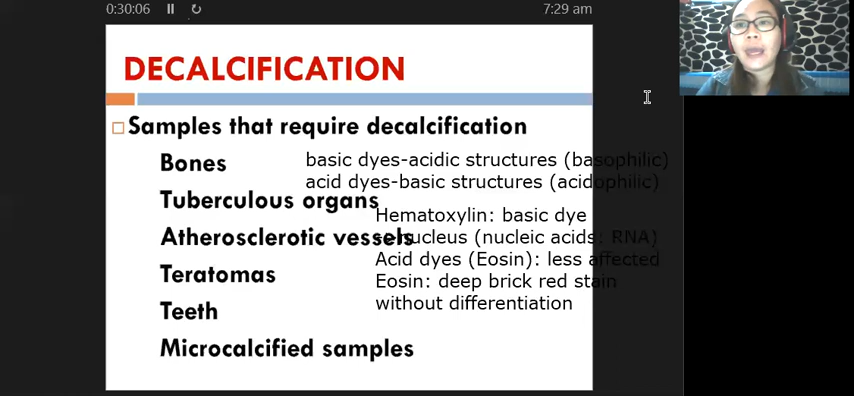 0:30:06
7:29 am
DECALCIFICATION
Samples that require decalcification
Bones
Tuberculous organs
Atherosclerotic vessels
Teratomas
Teeth
Microcalcified samples
basic dyes-acidic structures (basophilic)
acid dyes-basic structures (acidophilic)
Hematoxylin: basic dye
nucleus (nucleic acids: RNA)
Acid dyes (Eosin): less affected
Eosin: deep brick red stain
without differentiation